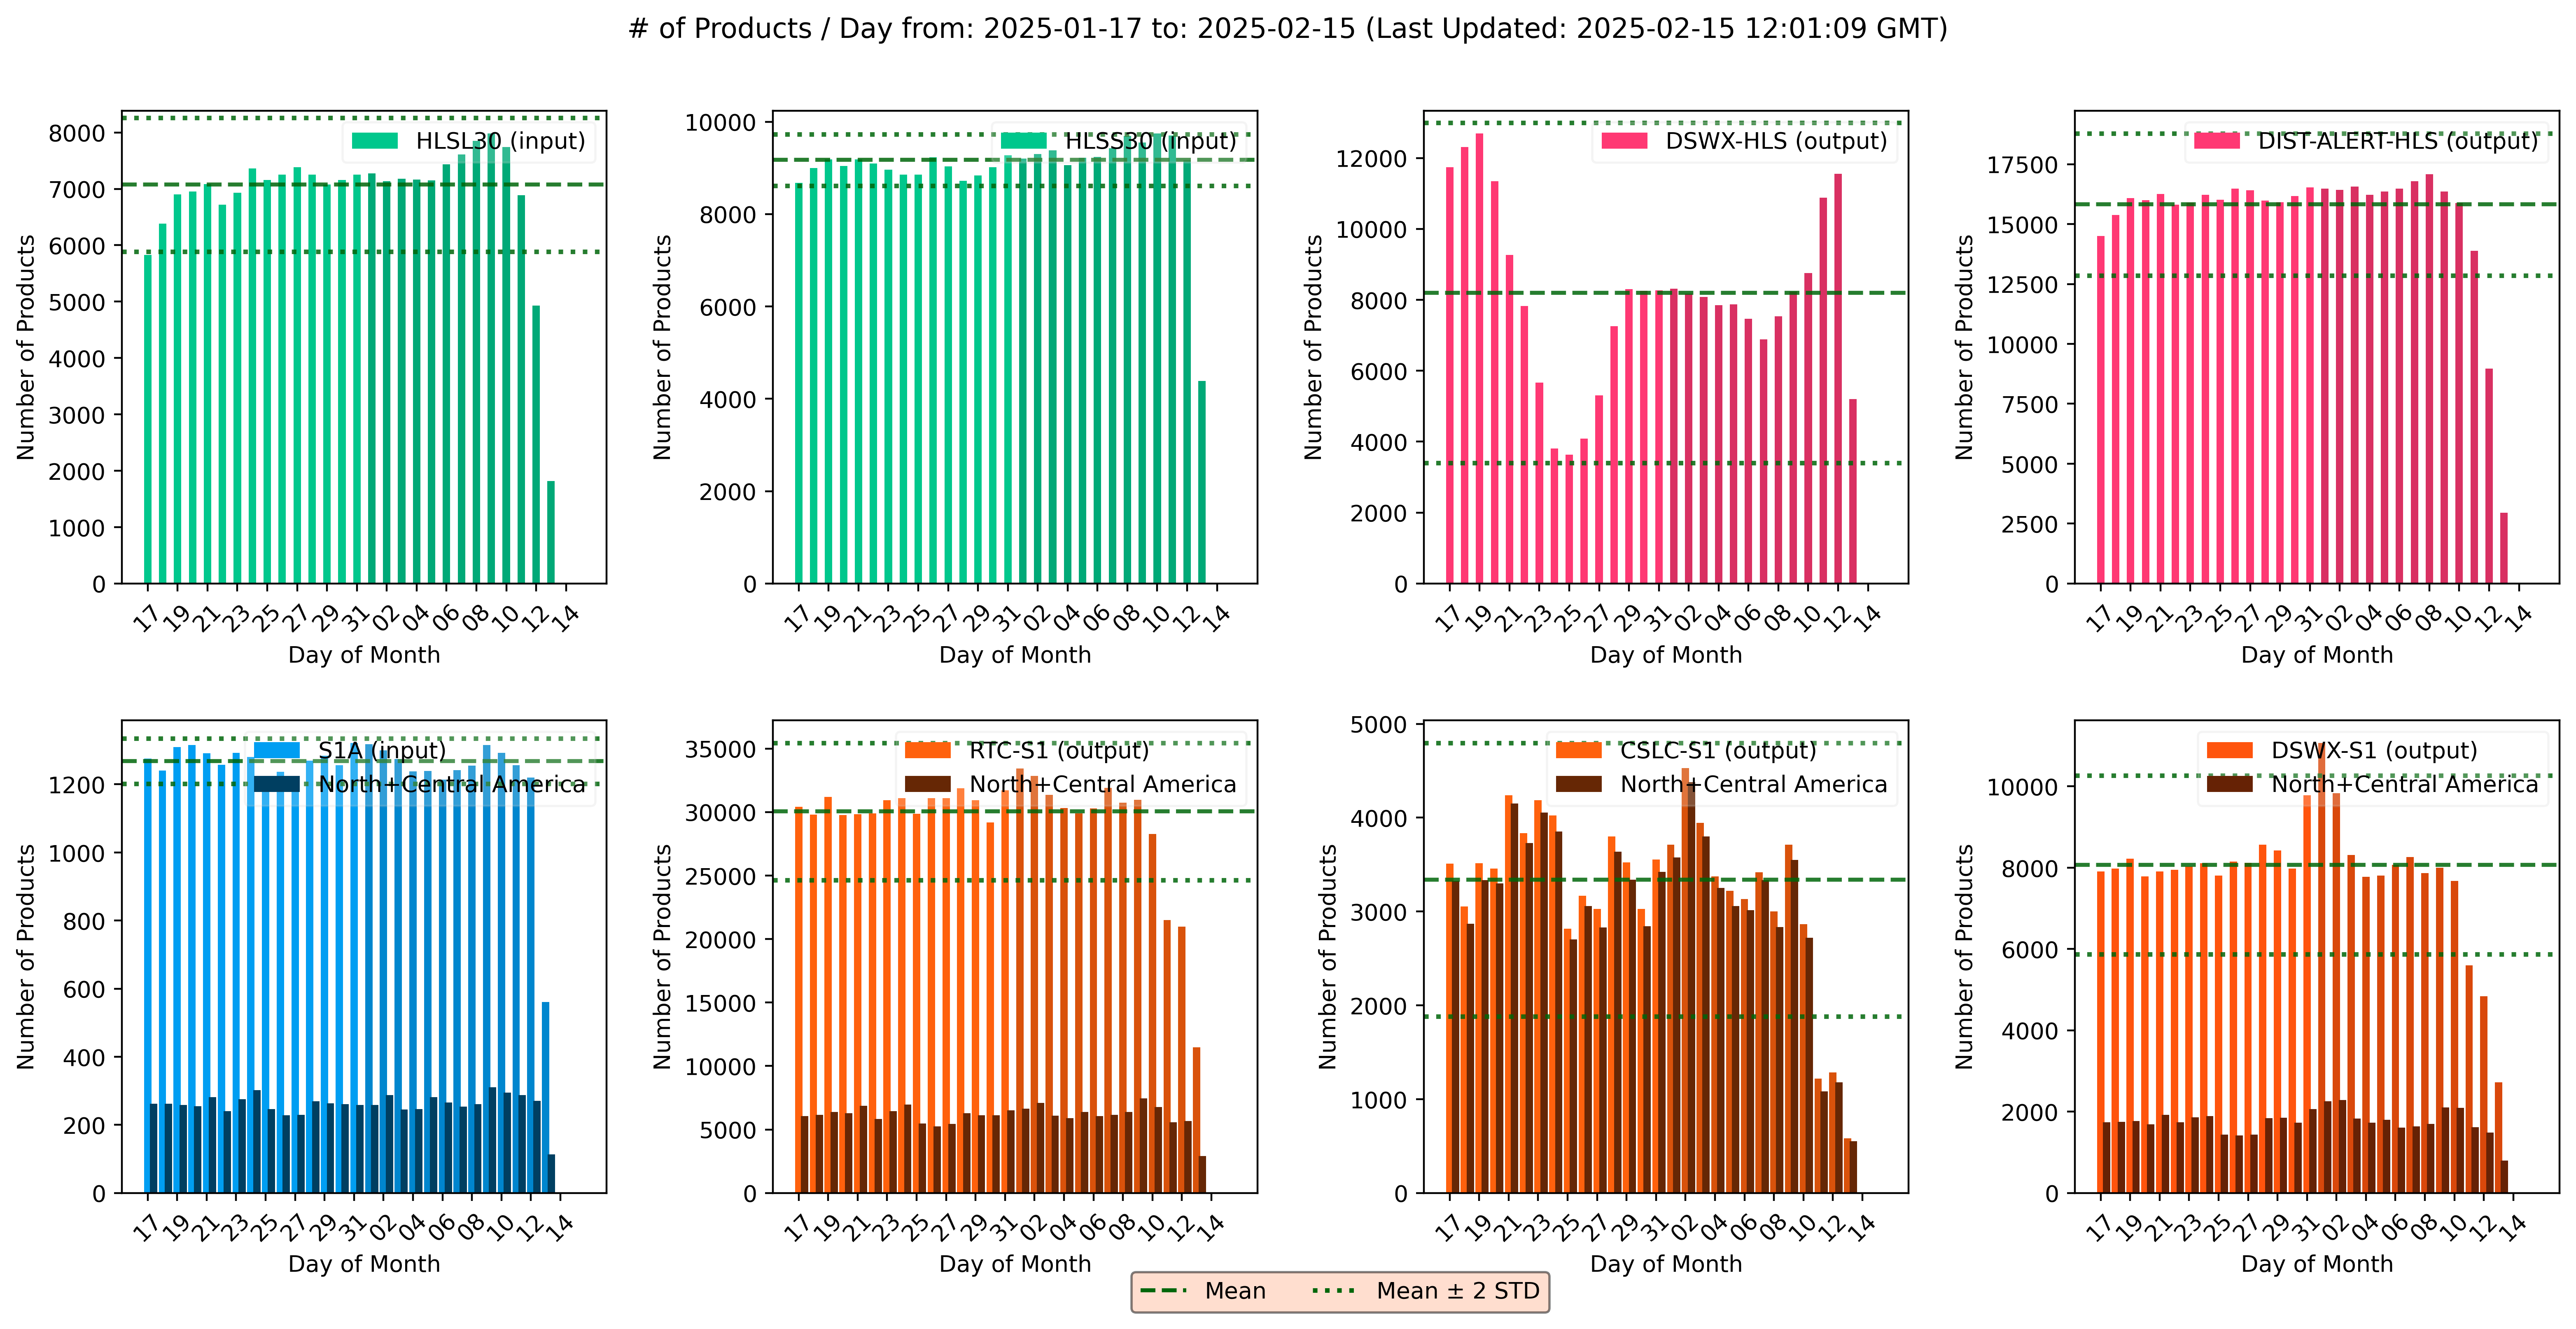 # of Products / Day from: 2025-01-17 to: 2025-02-15 (Last Updated: 2025-02-15 12:01:09 GMT)
Number of Products
8000
7000
6000
5000
4000
3000
2000
1000
0
HLSL30 (input)
17 19 21 23 25 27 29 31 02 04 06 08 10 12 14
Day of Month
Number of Products
10000
8000
6000
4000
2000
0
HLSS30 (input)
17 19 21 23 25 27 29 31 02 04 06 08 10 12 14
Day of Month
Number of Products
12000
10000
8000
6000
4000
2000
0
DSWX-HLS (output)
17 19 21 23 25 27 29 31 02 04 06 08 10 12 14
Day of Month
Number of Products
17500
15000
12500
10000
7500
5000
2500
0
DIST-ALERT-HLS (output)
17 19 21 23 25 27 29 31 02 04 06 08 10 12 14
Day of Month
Number of Products
1200
1000
800
600
400
200
0
S1A (input)
North+Central America
17 19 21 23 25 27 29 31 02 04 06 08 10 12 14
Day of Month
Number of Products
35000
30000
25000
20000
15000
10000
5000
0
RTC-S1 (output)
North+Central America
17 19 21 23 25 27 29 31 02 04 06 08 10 12 14
Day of Month
Number of Products
5000
4000
3000
2000
1000
0
CSLC-S1 (output)
North+Central America
17 19 21 23 25 27 29 31 02 04 06 08 10 12 14
Day of Month
Number of Products
10000
8000
6000
4000
2000
0
DSWX-S1 (output)
North+Central America
17 19 21 23 25 27 29 31 02 04 06 08 10 12 14
Day of Month
Mean
Mean ± 2 STD